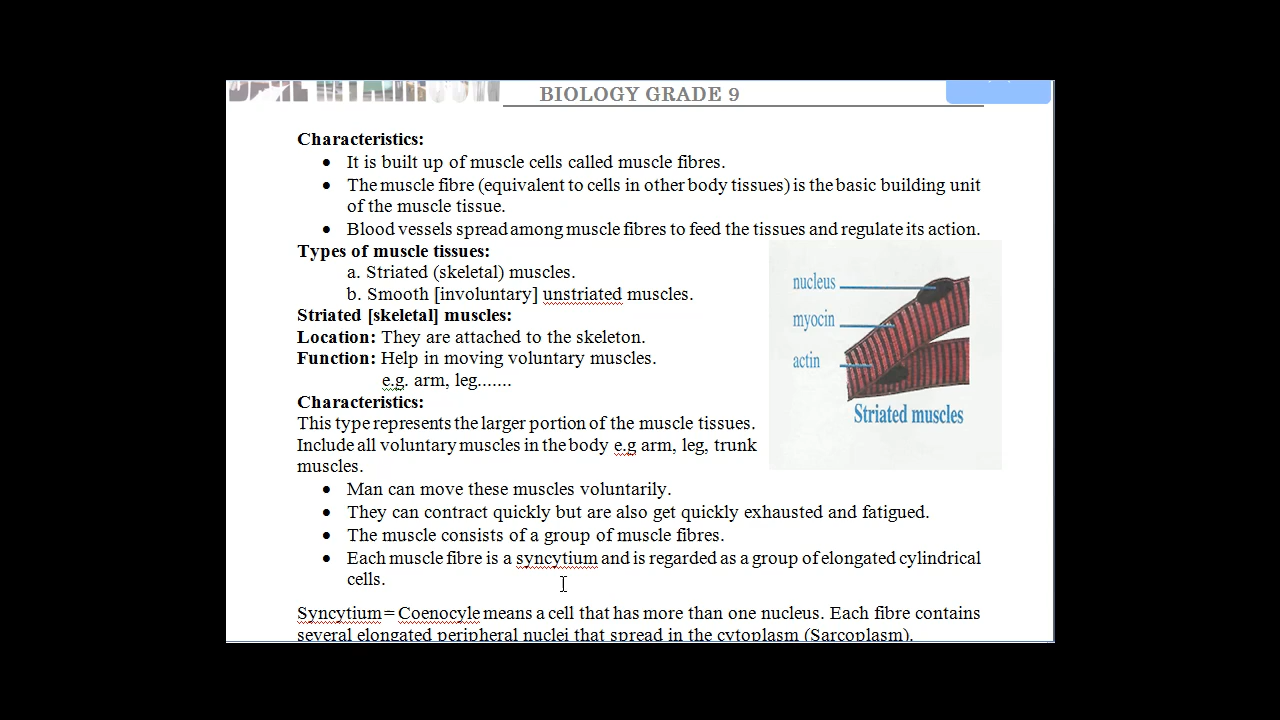 BIOLOGY GRADE 9
Characteristics:
• It is built up of muscle cells called muscle fibres.
• The muscle fibre (equivalent to cells in other body tissues) is the basic building unit
of the muscle tissue.
• Blood vessels spread among muscle fibres to feed the tissues and regulate its action.
Types of muscle tissues:
a. Striated (skeletal) muscles.
b. Smooth [involuntary] unstriated muscles.
Striated [skeletal] muscles:
Location: They are attached to the skeleton.
Function: Help in moving voluntary muscles.
e.g. arm, leg.......
Characteristics:
This type represents the larger portion of the muscle tissues.
Include all voluntary muscles in the body e.g arm, leg, trunk
muscles.
nucleus
myocin
actin
Striated muscles
• Man can move these muscles voluntarily.
• They can contract quickly but are also get quickly exhausted and fatigued.
• The muscle consists of a group of muscle fibres.
• Each muscle fibre is a syncytium and is regarded as a group of elongated cylindrical
cells.
Syncytium= Coenocyle means a cell that has more than one nucleus. Each fibre contains
several elongated peripheral nuclei that spread in the cytoplasm (Sarcoplasm).